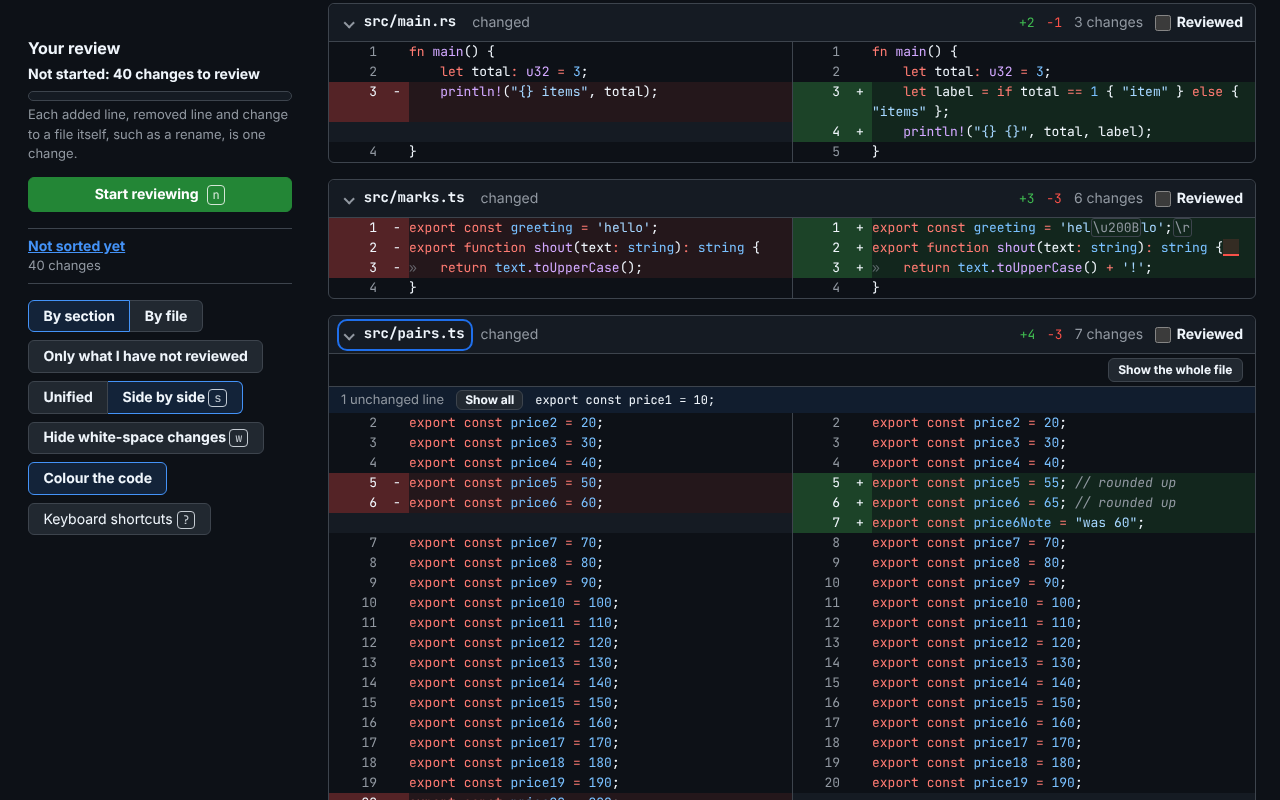 Your review
Not started: 40 changes to review
Each added line, removed line and change
to a file itself, such as a rename, is one
change.
Start reviewing n
Not sorted yet
40 changes
By section By file
Only what I have not reviewed
Unified Side by side s
Hide white-space changes w
Colour the code
Keyboard shortcuts ?
src/main.rs changed +2 -1 3 changes Reviewed
1 fn main() { 1 fn main() {
2 let total: u32 = 3; 2 let total: u32 = 3;
3 - println!("{} items", total); 3 + let label = if total == 1 { "item" } else {
"items" };
4 + println!("{} {}", total, label);
4 } 5 }
src/marks.ts changed +3 -3 6 changes Reviewed
1 - export const greeting = 'hello'; 1 + export const greeting = 'hel\u200Blo';\r
2 - export function shout(text: string): string { 2 + export function shout(text: string): string {
3 - » return text.toUpperCase(); 3 + » return text.toUpperCase() + '!';
4 } 4 }
src/pairs.ts changed +4 -3 7 changes Reviewed
Show the whole file
1 unchanged line Show all export const price1 = 10;
2 export const price2 = 20; 2 export const price2 = 20;
3 export const price3 = 30; 3 export const price3 = 30;
4 export const price4 = 40; 4 export const price4 = 40;
5 - export const price5 = 50; 5 + export const price5 = 55; // rounded up
6 - export const price6 = 60; 6 + export const price6 = 65; // rounded up
7 + export const price6Note = "was 60";
7 export const price7 = 70; 8 export const price7 = 70;
8 export const price8 = 80; 9 export const price8 = 80;
9 export const price9 = 90; 10 export const price9 = 90;
10 export const price10 = 100; 11 export const price10 = 100;
11 export const price11 = 110; 12 export const price11 = 110;
12 export const price12 = 120; 13 export const price12 = 120;
13 export const price13 = 130; 14 export const price13 = 130;
14 export const price14 = 140; 15 export const price14 = 140;
15 export const price15 = 150; 16 export const price15 = 150;
16 export const price16 = 160; 17 export const price16 = 160;
17 export const price17 = 170; 18 export const price17 = 170;
18 export const price18 = 180; 19 export const price18 = 180;
19 export const price19 = 190; 20 export const price19 = 190;